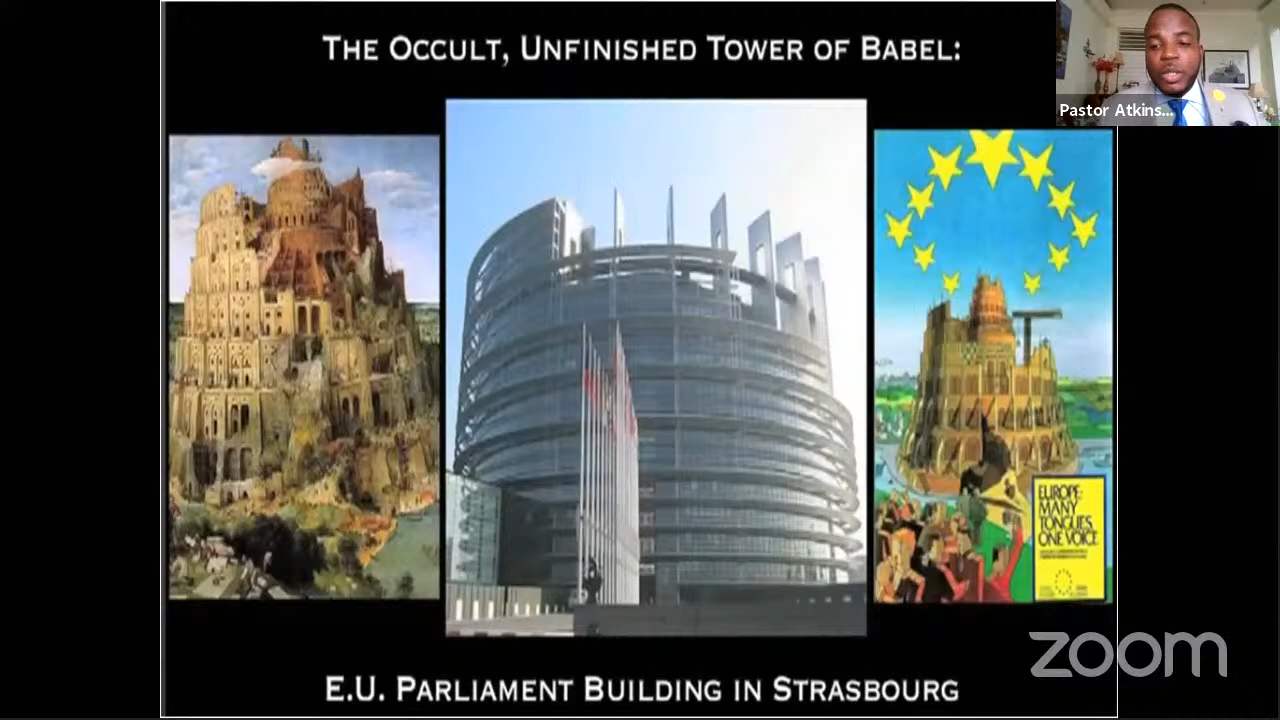 THE OCCULT, UNFINISHED TOWER OF BABEL:
Pastor Atkins...
EUROPE:
MANY
TONGUES
ONE VOICE
zoom
E.U. PARLIAMENT BUILDING IN STRASBOURG